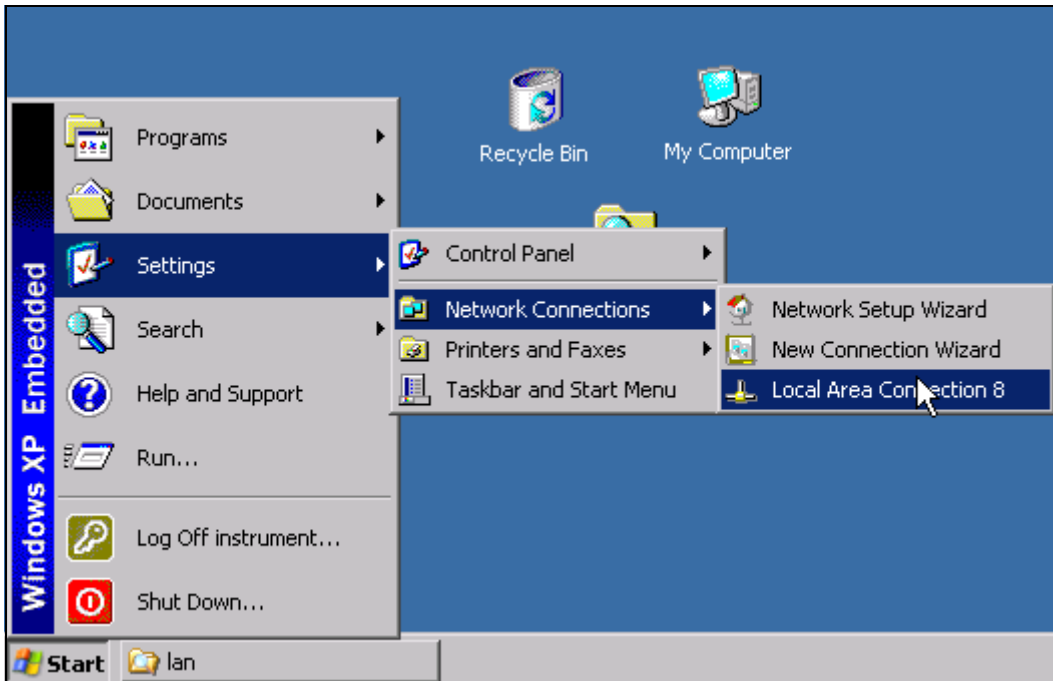 Recycle Bin
My Computer
Programs
Documents
Settings
Search
Help and Support
Run...
Log Off instrument...
Shut Down...
Windows XP Embedded
Control Panel
Network Connections
Printers and Faxes
Taskbar and Start Menu
Network Setup Wizard
New Connection Wizard
Local Area Connection 8
Start
lan